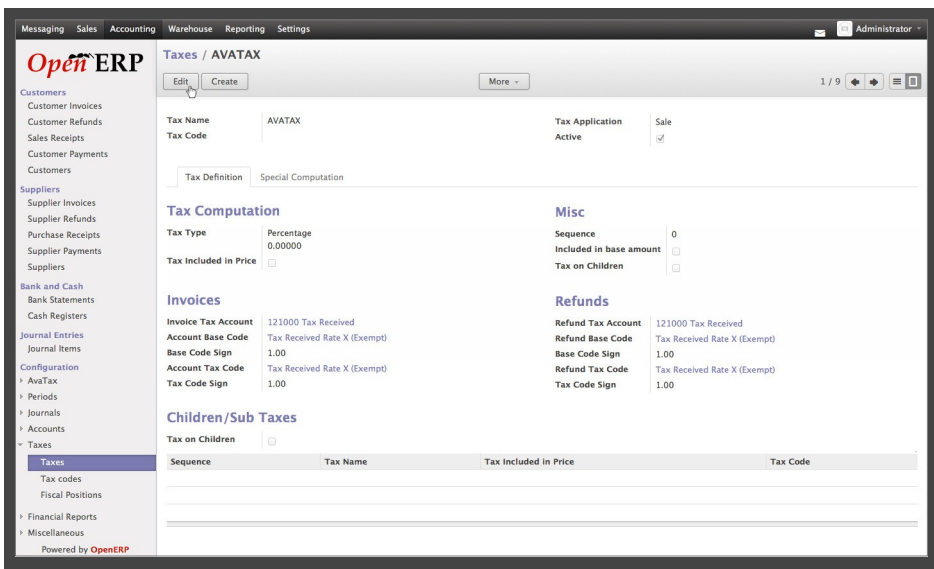 Messaging Sales Accounting Warehouse Reporting Settings Administrator
Open ERP
Taxes / AVATAX
Edit Create More 1 / 9
Customers
Customer Invoices
Customer Refunds
Sales Receipts
Customer Payments
Customers
Suppliers
Supplier Invoices
Supplier Refunds
Purchase Receipts
Supplier Payments
Suppliers
Bank and Cash
Bank Statements
Cash Registers
Journal Entries
Journal Items
Configuration
AvaTax
Periods
Journals
Accounts
Taxes
Taxes
Tax codes
Fiscal Positions
Financial Reports
Miscellaneous
Powered by OpenERP
Tax Name AVATAX
Tax Code
Tax Application Sale
Active
Tax Definition Special Computation
Tax Computation
Tax Type Percentage
0.00000
Tax Included in Price
Misc
Sequence 0
Included in base amount
Tax on Children
Invoices
Invoice Tax Account 121000 Tax Received
Account Base Code Tax Received Rate X (Exempt)
Base Code Sign 1.00
Account Tax Code Tax Received Rate X (Exempt)
Tax Code Sign 1.00
Refunds
Refund Tax Account 121000 Tax Received
Refund Base Code Tax Received Rate X (Exempt)
Base Code Sign 1.00
Refund Tax Code Tax Received Rate X (Exempt)
Tax Code Sign 1.00
Children/Sub Taxes
Tax on Children
Sequence Tax Name Tax Included in Price Tax Code